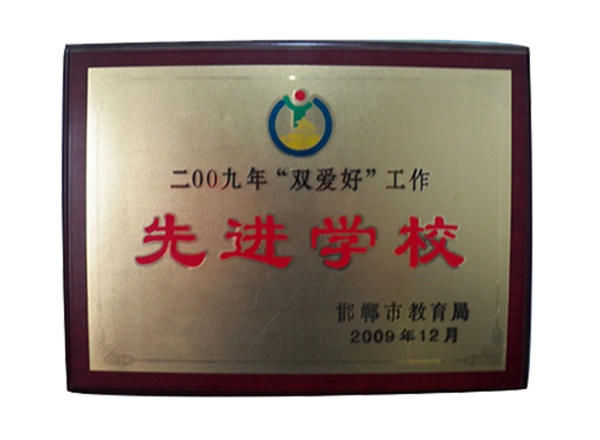 二00九年“双爱好”工作
先进学校
邯郸市教育局
2009年12月